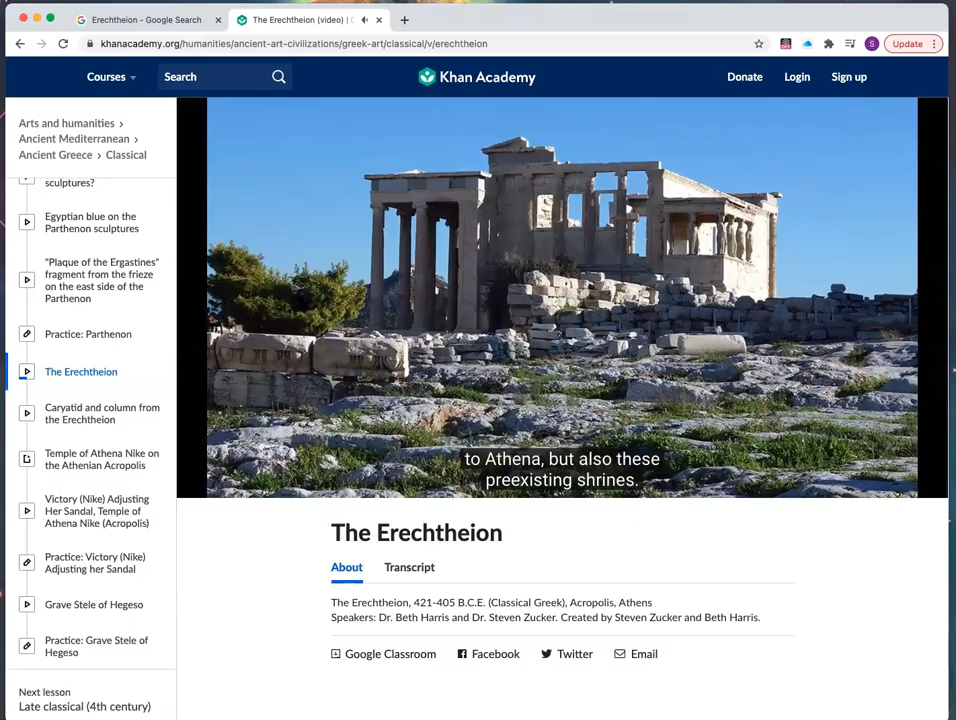 Erechtheion - Google Search
The Erechtheion (video) |
khanacademy.org/humanities/ancient-art-civilizations/greek-art/classical/v/erechtheion
S
Update
Courses
Search
Khan Academy
Donate
Login
Sign up
Arts and humanities ›
Ancient Mediterranean ›
Ancient Greece › Classical
sculptures?
Egyptian blue on the
Parthenon sculptures
"Plaque of the Ergastines"
fragment from the frieze
on the east side of the
Parthenon
Practice: Parthenon
The Erechtheion
Caryatid and column from
the Erechtheion
Temple of Athena Nike on
the Athenian Acropolis
Victory (Nike) Adjusting
Her Sandal, Temple of
Athena Nike (Acropolis)
Practice: Victory (Nike)
Adjusting her Sandal
Grave Stele of Hegeso
Practice: Grave Stele of
Hegeso
Next lesson
Late classical (4th century)
to Athena, but also these
preexisting shrines.
The Erechtheion
About
Transcript
The Erechtheion, 421-405 B.C.E. (Classical Greek), Acropolis, Athens
Speakers: Dr. Beth Harris and Dr. Steven Zucker. Created by Steven Zucker and Beth Harris.
Google Classroom
Facebook
Twitter
Email